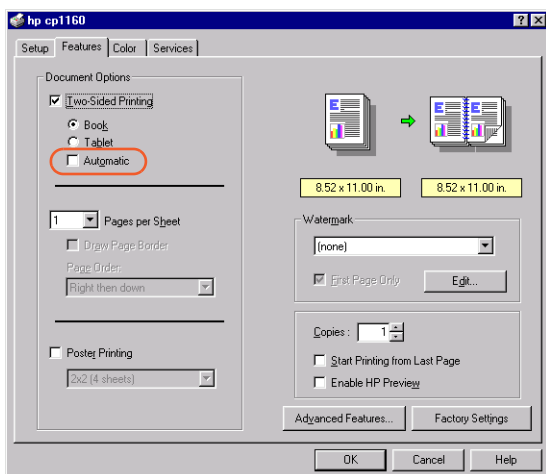 hp cp1160
Setup Features Color Services
Document Options
Two-Sided Printing
Book
Tablet
Automatic
1 Pages per Sheet
Draw Page Border
Page Order:
Right then down
Poster Printing
2x2 (4 sheets)
E E E
8.52 x 11.00 in. 8.52 x 11.00 in.
Watermark
(none)
First Page Only Edit...
Copies: 1
Start Printing from Last Page
Enable HP Preview
Advanced Features... Factory Settings
OK Cancel Help